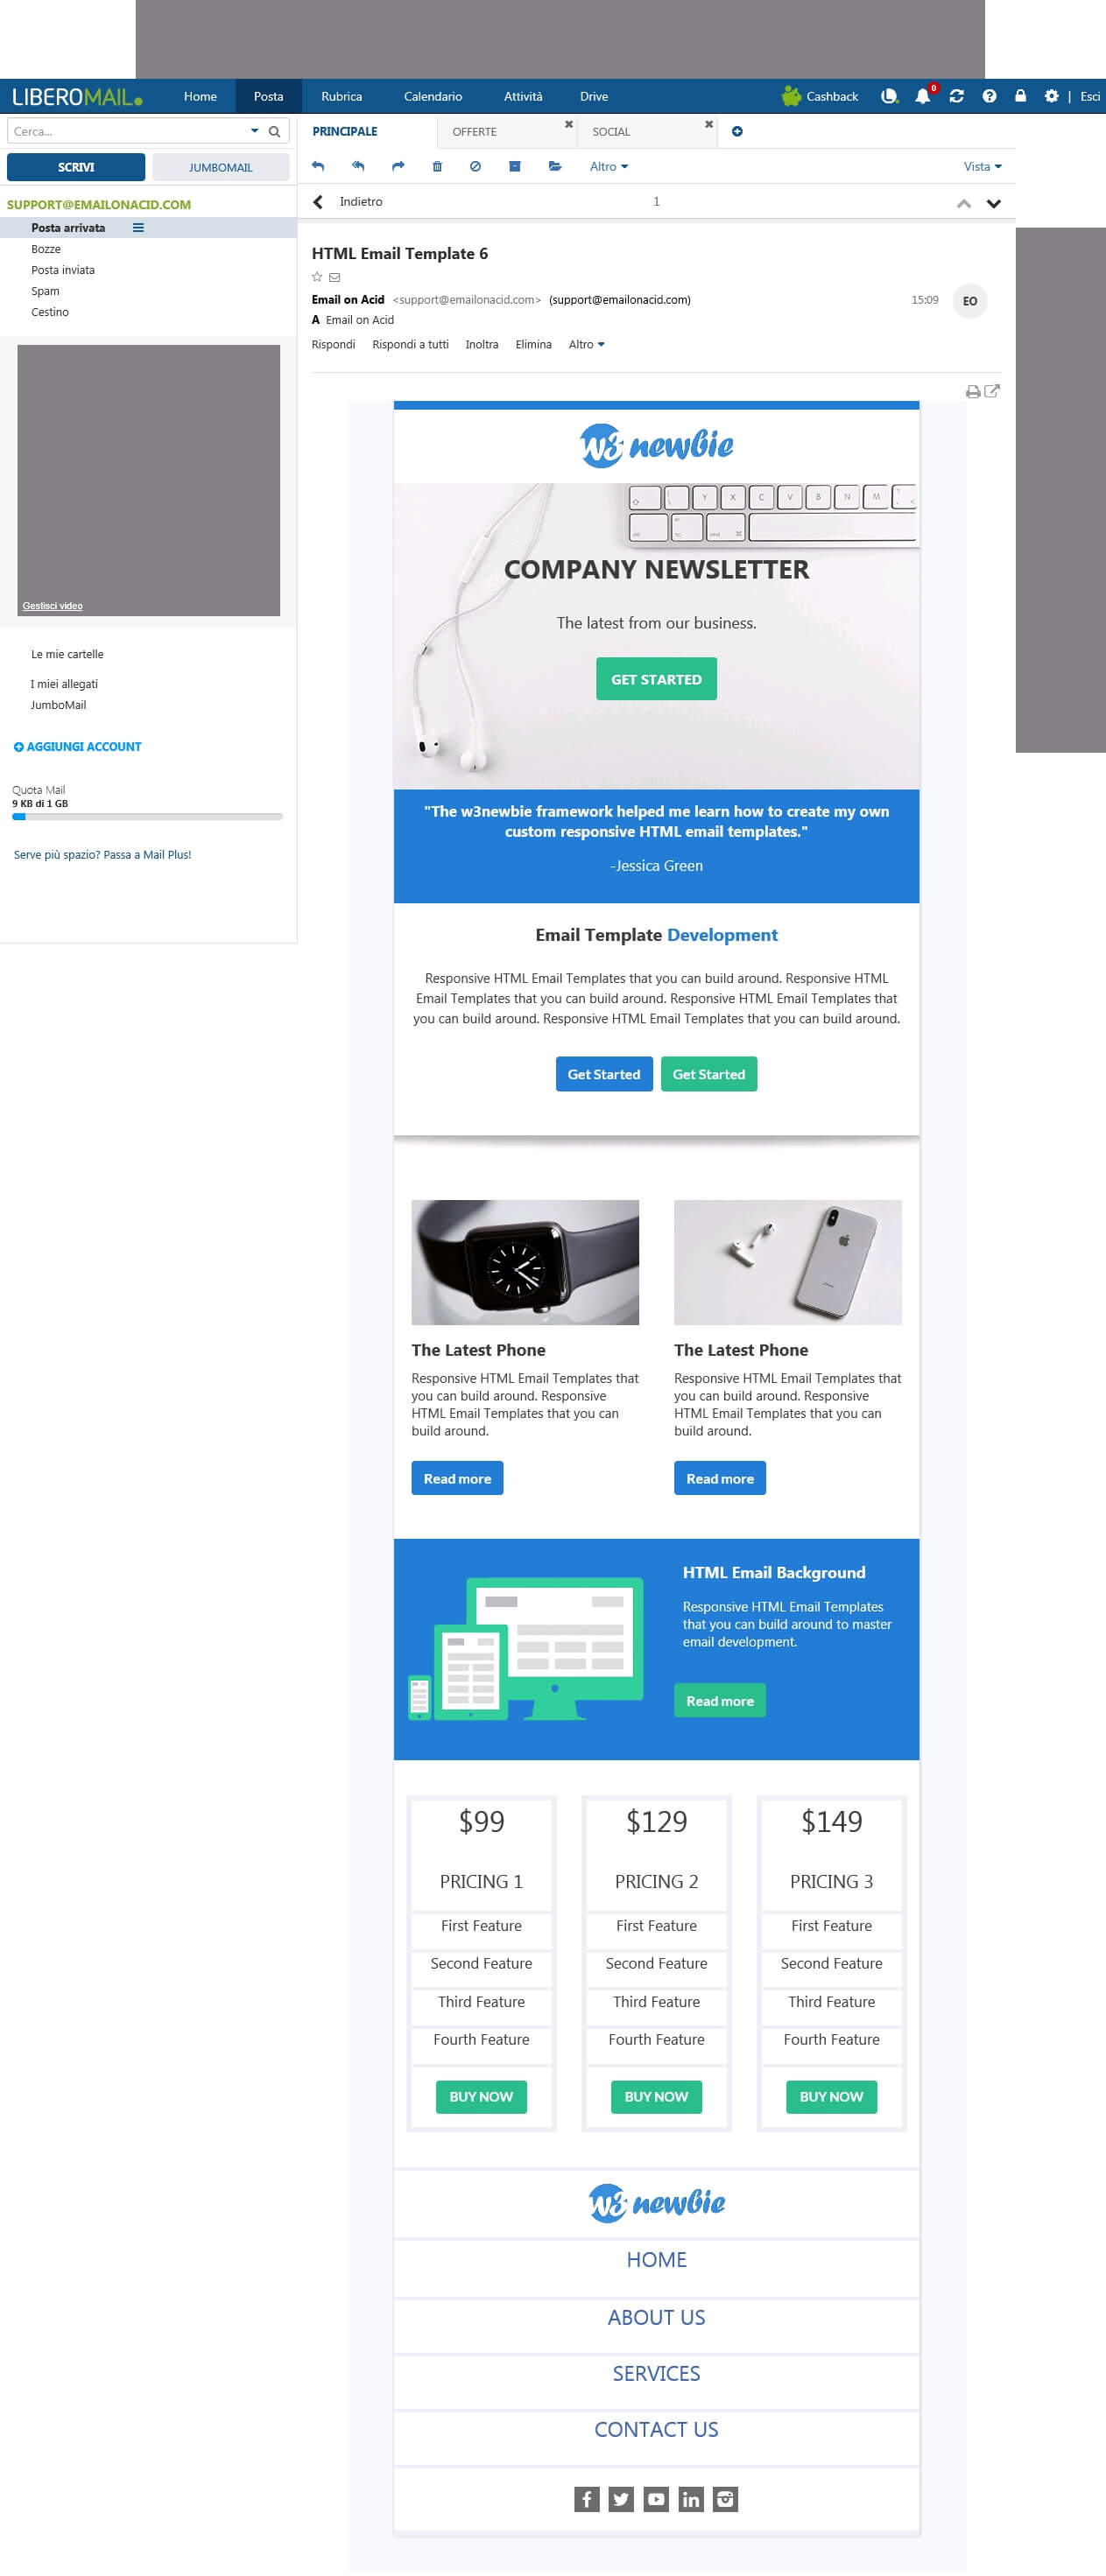 LIBEROMAIL
Home Posta Rubrica Calendario Attività Drive Cashback 0 | Esci
Cerca...
SCRIVI JUMBOMAIL
SUPPORT@EMAILONACID.COM
Posta arrivata
Bozze
Posta inviata
Spam
Cestino
Gestisci video
Le mie cartelle
I miei allegati
JumboMail
AGGIUNGI ACCOUNT
Quota Mail
9 KB di 1 GB
Serve più spazio? Passa a Mail Plus!
PRINCIPALE OFFERTE SOCIAL
Altro Vista
Indietro 1
HTML Email Template 6
Email on Acid <support@emailonacid.com> (support@emailonacid.com) 15:09 EO
A Email on Acid
Rispondi Rispondi a tutti Inoltra Elimina Altro
w3 newbie
Y X C V B N M
COMPANY NEWSLETTER
The latest from our business.
GET STARTED
"The w3newbie framework helped me learn how to create my own
custom responsive HTML email templates."
-Jessica Green
Email Template Development
Responsive HTML Email Templates that you can build around. Responsive HTML
Email Templates that you can build around. Responsive HTML Email Templates that
you can build around. Responsive HTML Email Templates that you can build around.
Get Started Get Started
The Latest Phone
Responsive HTML Email Templates that
you can build around. Responsive
HTML Email Templates that you can
build around.
Read more
The Latest Phone
Responsive HTML Email Templates that
you can build around. Responsive
HTML Email Templates that you can
build around.
Read more
HTML Email Background
Responsive HTML Email Templates
that you can build around to master
email development.
Read more
$99
PRICING 1
First Feature
Second Feature
Third Feature
Fourth Feature
BUY NOW
$129
PRICING 2
First Feature
Second Feature
Third Feature
Fourth Feature
BUY NOW
$149
PRICING 3
First Feature
Second Feature
Third Feature
Fourth Feature
BUY NOW
w3 newbie
HOME
ABOUT US
SERVICES
CONTACT US